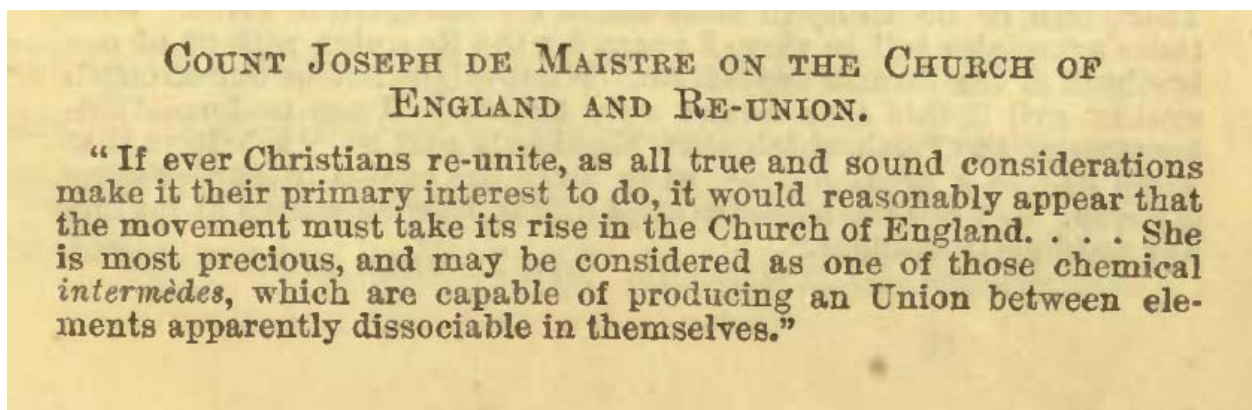 COUNT JOSEPH DE MAISTRE ON THE CHURCH OF
ENGLAND AND RE-UNION.
“If ever Christians re-unite, as all true and sound considerations
make it their primary interest to do, it would reasonably appear that
the movement must take its rise in the Church of England. . . . She
is most precious, and may be considered as one of those chemical
intermèdes, which are capable of producing an Union between ele-
ments apparently dissociable in themselves.”